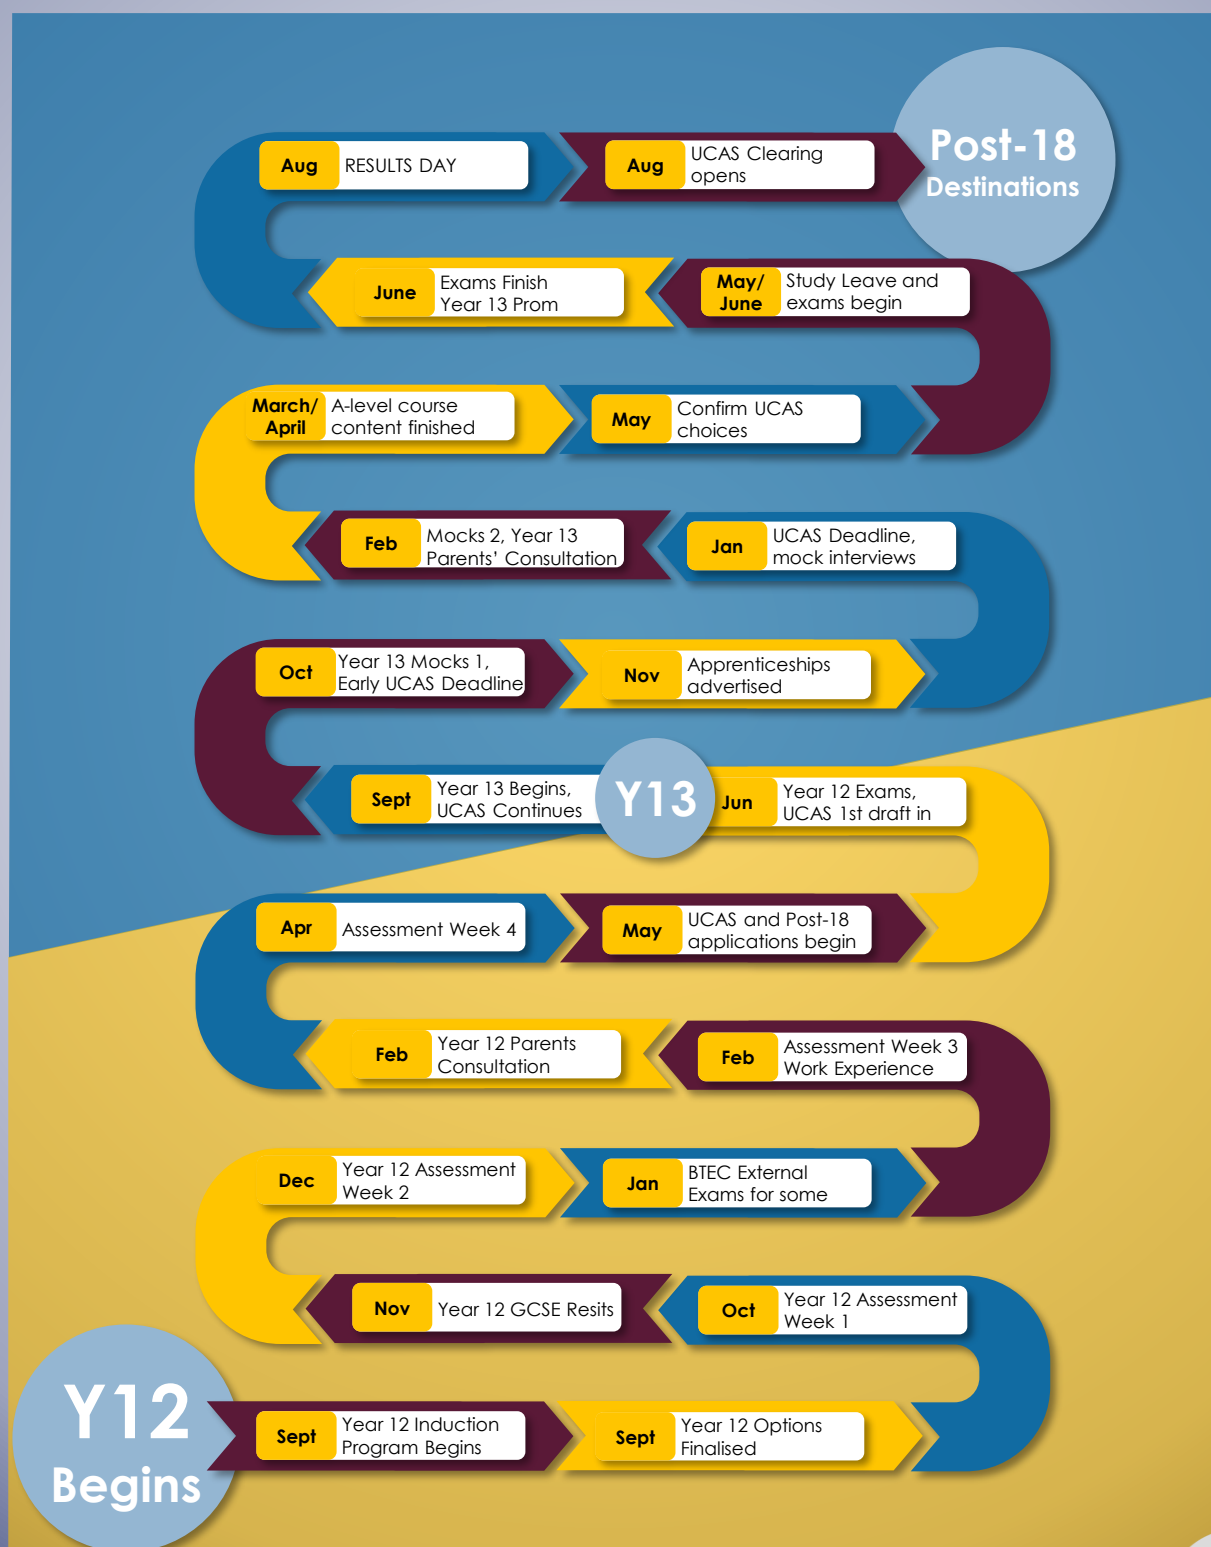 Post-18
Destinations
Aug
RESULTS DAY
Aug
UCAS Clearing
opens
June
Exams Finish
Year 13 Prom
May/
June
Study Leave and
exams begin
March/
April
A-level course
content finished
May
Confirm UCAS
choices
Feb
Mocks 2, Year 13
Parents' Consultation
Jan
UCAS Deadline,
mock interviews
Oct
Year 13 Mocks 1,
Early UCAS Deadline
Nov
Apprenticeships
advertised
Sept
Year 13 Begins,
UCAS Continues
Y13
Jun
Year 12 Exams,
UCAS 1st draft in
Apr
Assessment Week 4
May
UCAS and Post-18
applications begin
Feb
Year 12 Parents
Consultation
Feb
Assessment Week 3
Work Experience
Dec
Year 12 Assessment
Week 2
Jan
BTEC External
Exams for some
Nov
Year 12 GCSE Resits
Oct
Year 12 Assessment
Week 1
Y12
Begins
Sept
Year 12 Induction
Program Begins
Sept
Year 12 Options
Finalised